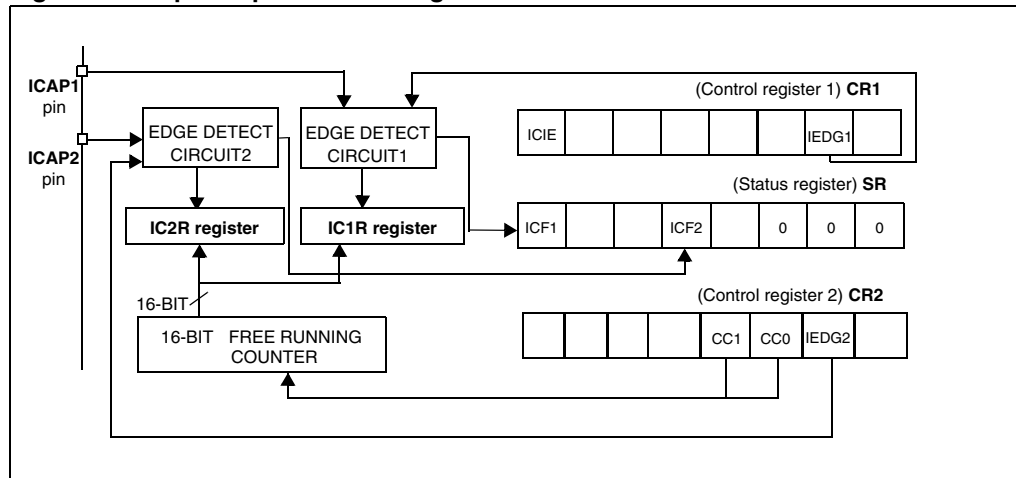 ICAP1
pin
ICAP2
pin
EDGE DETECT
CIRCUIT2
EDGE DETECT
CIRCUIT1
IC2R register
IC1R register
16-BIT
16-BIT FREE RUNNING
COUNTER
(Control register 1) CR1
ICIE
IEDG1
(Status register) SR
ICF1
ICF2
0
0
0
(Control register 2) CR2
CC1
CC0
IEDG2